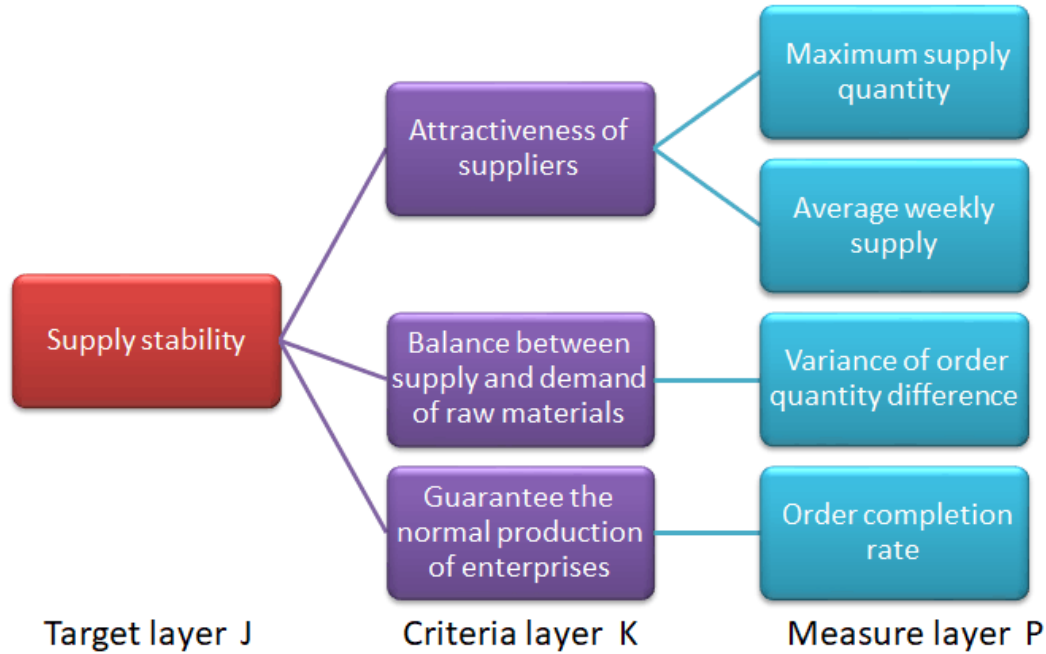 Maximum supply
quantity
Attractiveness of
suppliers
Average weekly
supply
Supply stability
Balance between
supply and demand
of raw materials
Variance of order
quantity difference
Guarantee the
normal production
of enterprises
Order completion
rate
Target layer J
Criteria layer K
Measure layer P